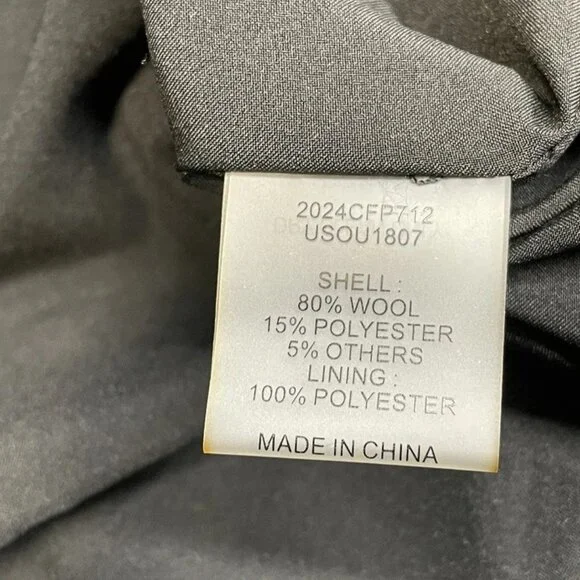 2024CFP712
USOU1807
SHELL :
80% WOOL
15% POLYESTER
5% OTHERS
LINING :
100% POLYESTER
MADE IN CHINA